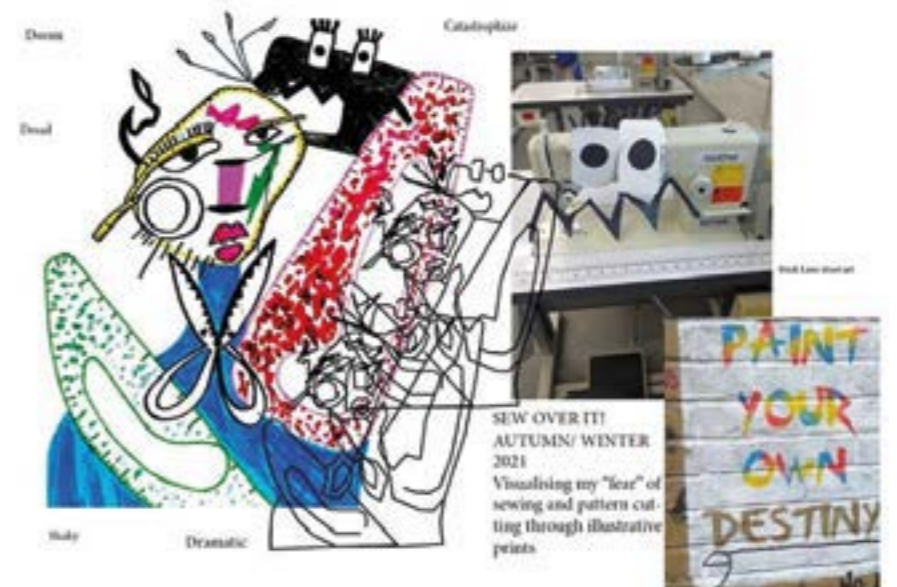 Doom
Catastrophize
Dread
SEW OVER IT!
AUTUMN/ WINTER
2021
Visualising my "fear" of
sewing and pattern cut-
ting through illustrative
prints
PAINT
YOUR
OWN
DESTINY
Shaky
Dramatic